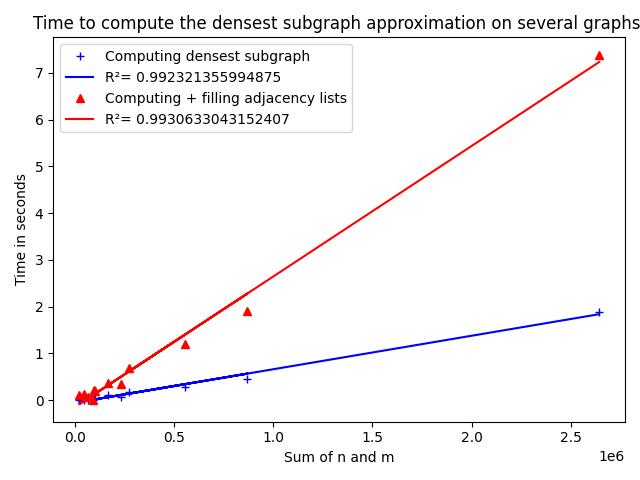 Time to compute the densest subgraph approximation on several graphs
Computing densest subgraph
R²= 0.992321355994875
Computing + filling adjacency lists
R²= 0.9930633043152407
Time in seconds
7
6
5
4
3
2
1
0
0.0 0.5 1.0 1.5 2.0 2.5
1e6
Sum of n and m